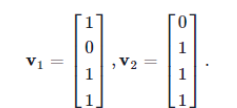 v₁ = [1 0 1 1], v₂ = [0 1 1 1].